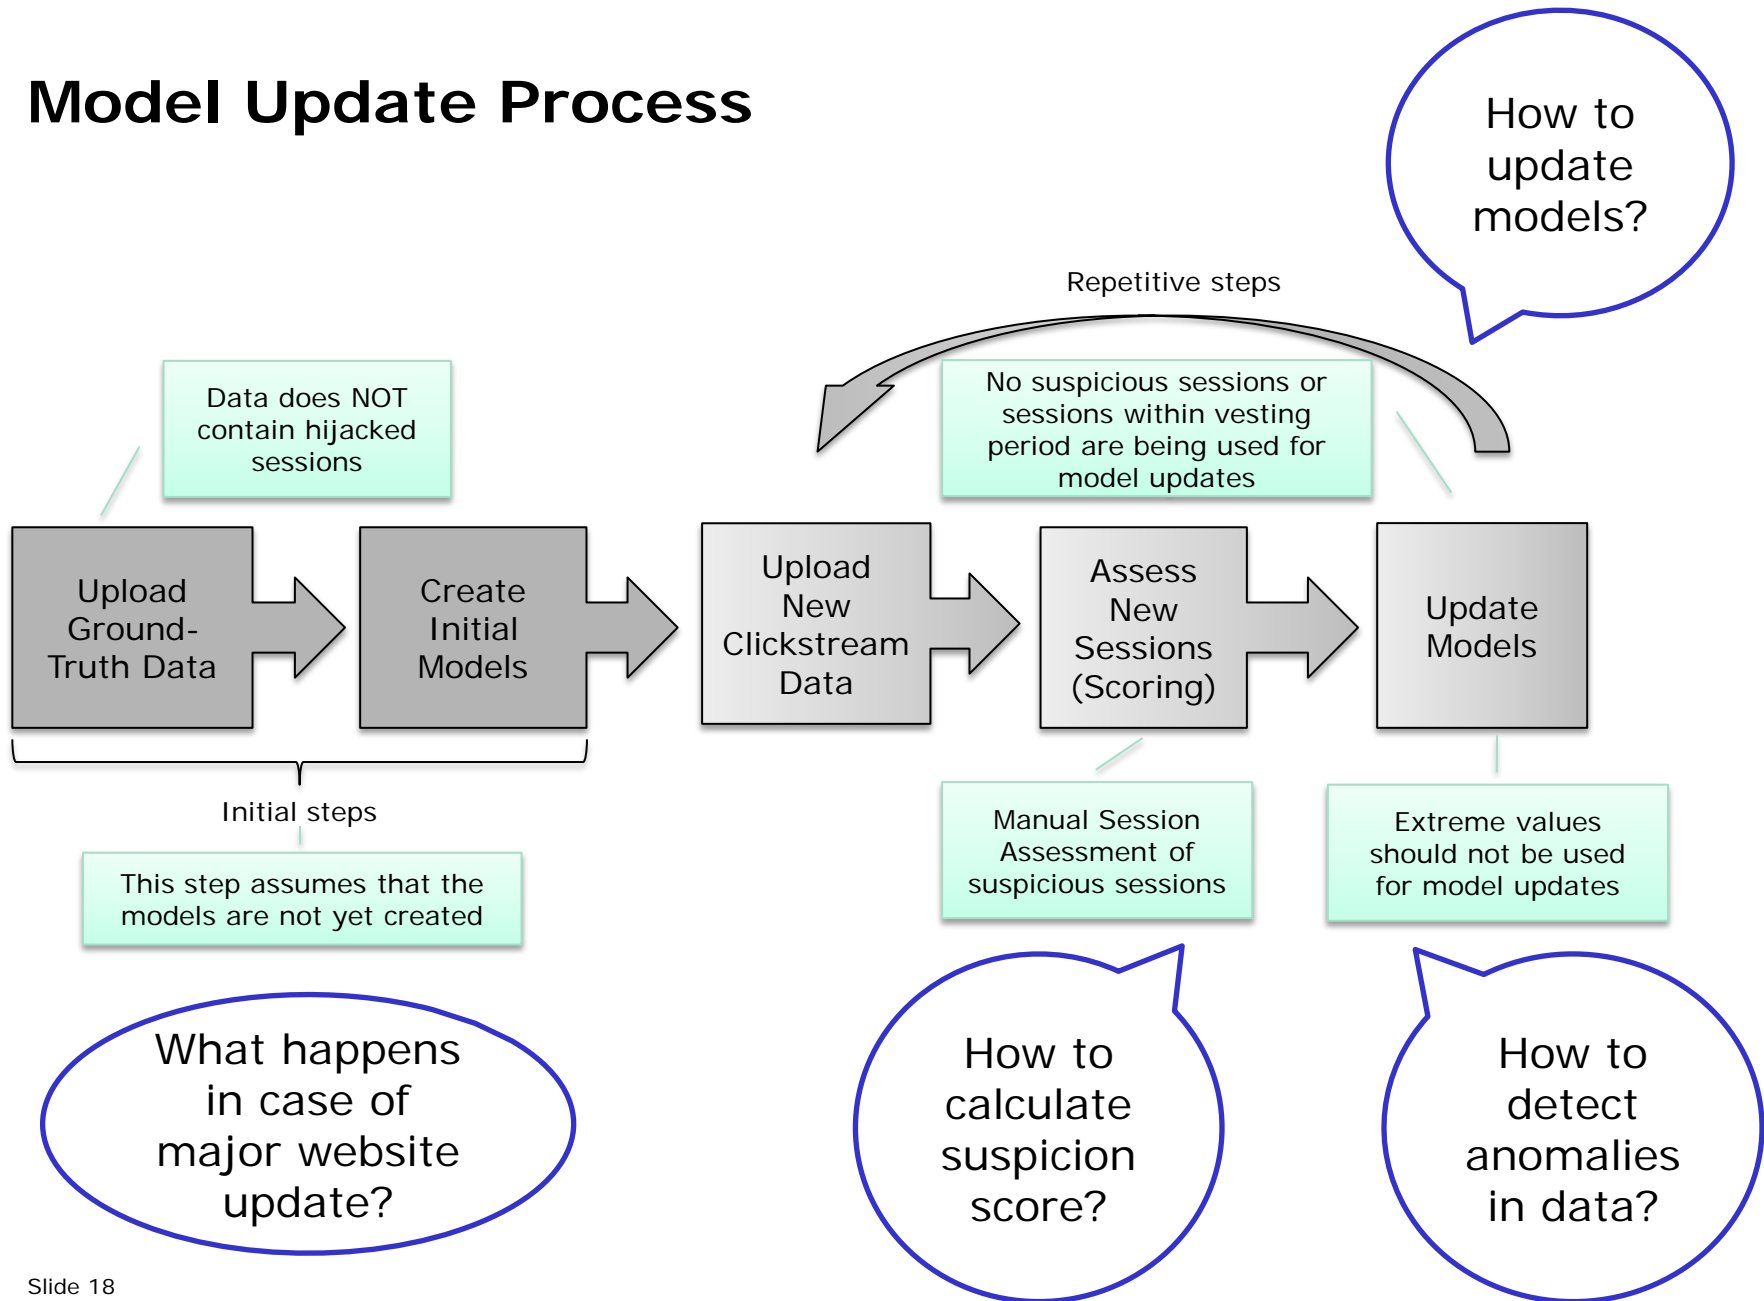 Model Update Process
How to
update
models?
Repetitive steps
Data does NOT
contain hijacked
sessions
No suspicious sessions or
sessions within vesting
period are being used for
model updates
Upload
Ground-
Truth Data
Create
Initial
Models
Upload
New
Clickstream
Data
Assess
New
Sessions
(Scoring)
Update
Models
Initial steps
This step assumes that the
models are not yet created
Manual Session
Assessment of
suspicious sessions
Extreme values
should not be used
for model updates
What happens
in case of
major website
update?
How to
calculate
suspicion
score?
How to
detect
anomalies
in data?
Slide 18